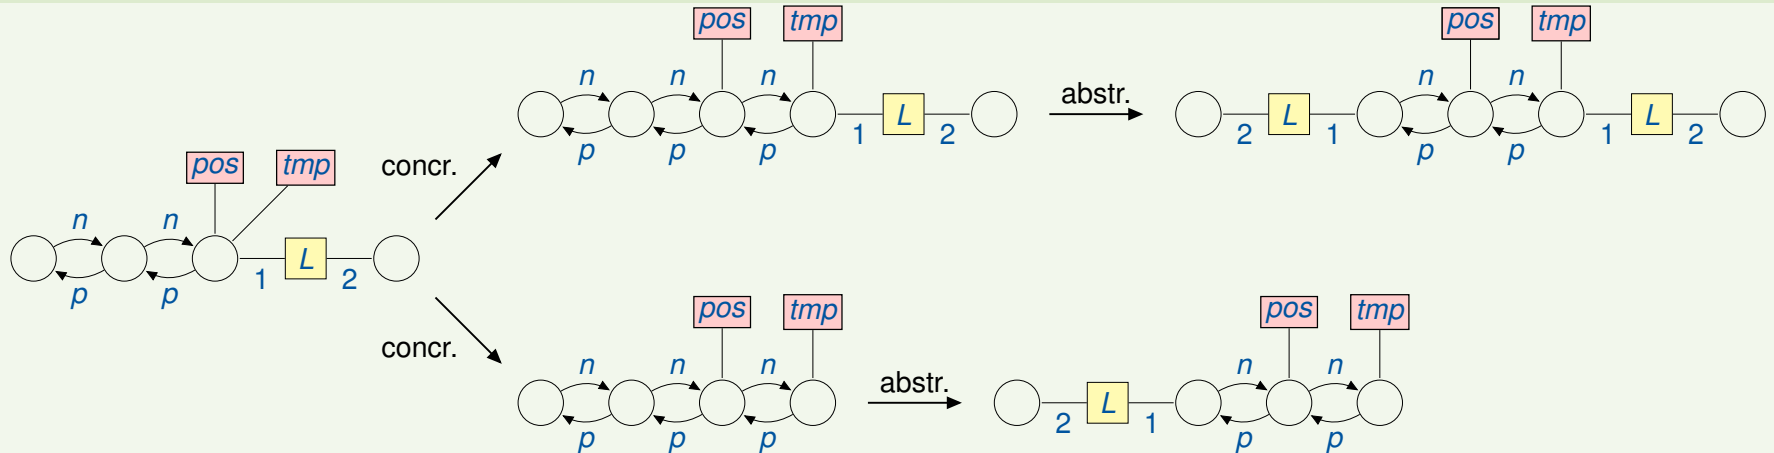 pos tmp
n n n
concr.
p p p
1 L 2
abstr.
pos tmp
n n
2 L 1
p p
1 L 2
pos tmp
n n
p p
1 L 2
concr.
pos tmp
n n n
p p p
abstr.
pos tmp
n n
2 L 1
p p